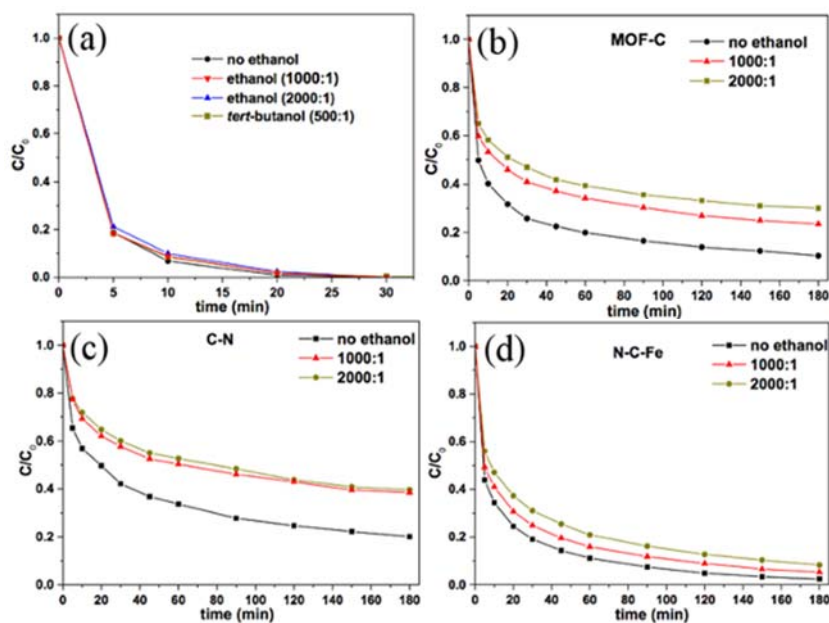 (a)
no ethanol
ethanol (1000:1)
ethanol (2000:1)
tert-butanol (500:1)
C/C0
1.0
0.8
0.6
0.4
0.2
0.0
0 5 10 15 20 25 30
time (min)
(b)
MOF-C
no ethanol
1000:1
2000:1
C/C0
1.0
0.8
0.6
0.4
0.2
0.0
0 20 40 60 80 100 120 140 160 180
time (min)
(c)
C-N
no ethanol
1000:1
2000:1
C/C0
1.0
0.8
0.6
0.4
0.2
0.0
0 20 40 60 80 100 120 140 160 180
time (min)
(d)
N-C-Fe
no ethanol
1000:1
2000:1
C/C0
1.0
0.8
0.6
0.4
0.2
0.0
0 20 40 60 80 100 120 140 160 180
time (min)